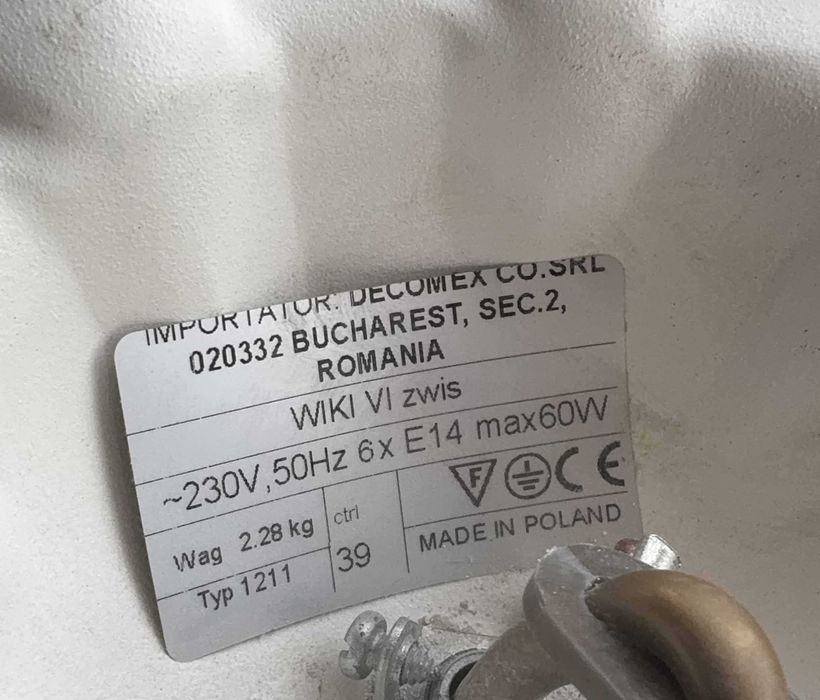 IMPORTATOR: DECOMEX CO.SRL
020332 BUCHAREST, SEC.2,
ROMANIA
WIKI VI zwis
~230V,50Hz 6x E14 max60W
Wag 2.28 kg
Typ 1211
ctrl
39
F CE
MADE IN POLAND